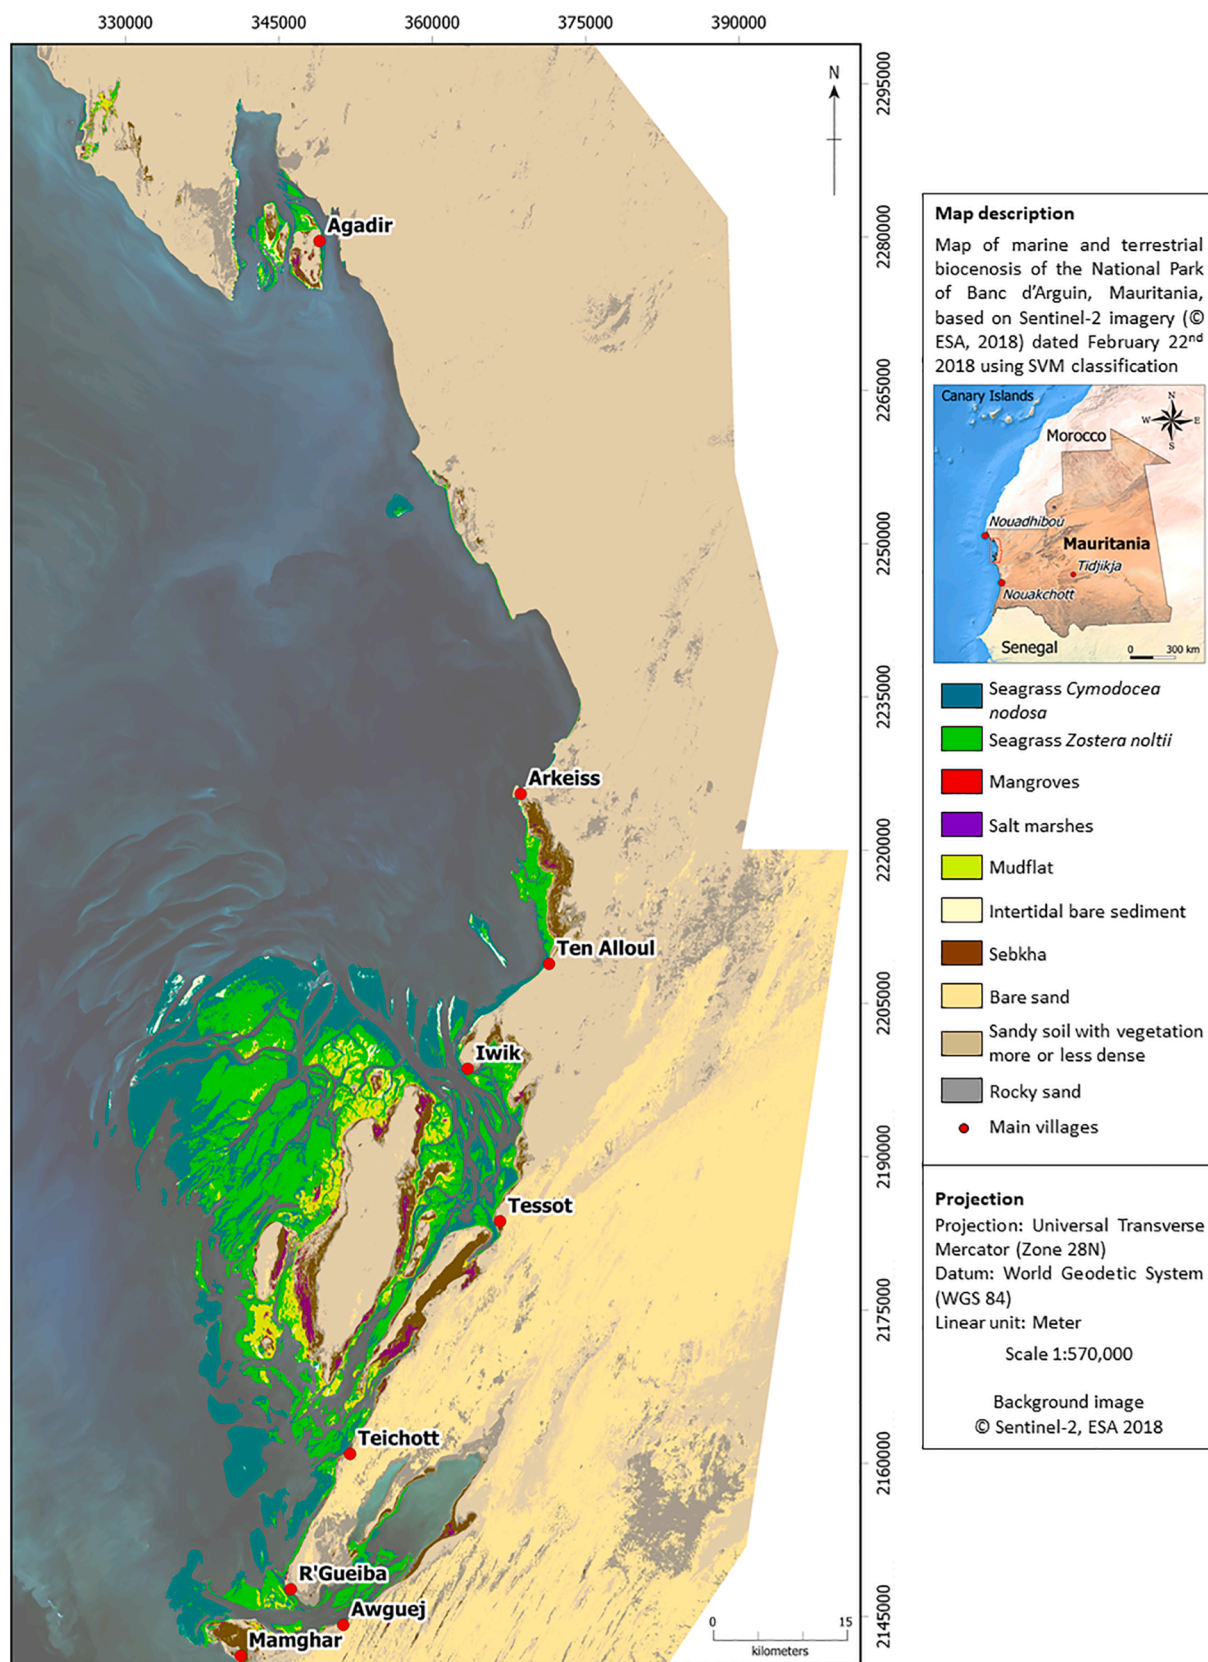 330000 345000 360000 375000 390000
N
2295000
2280000
2265000
2250000
2235000
2220000
2205000
2190000
2175000
2160000
2145000
Agadir
Arkeiss
Ten Alloul
Iwik
Tessot
Teichott
R'Gueiba
Awguej
Mamghar
0 15
kilometers
Map description
Map of marine and terrestrial
biocenosis of the National Park
of Banc d'Arguin, Mauritania,
based on Sentinel-2 imagery (©
ESA, 2018) dated February 22nd
2018 using SVM classification
Canary Islands
N
W E
S
Morocco
Nouadhibou
Mauritania
Tidjikja
Nouakchott
Senegal
0 300 km
Seagrass Cymodocea
nodosa
Seagrass Zostera noltii
Mangroves
Salt marshes
Mudflat
Intertidal bare sediment
Sebkha
Bare sand
Sandy soil with vegetation
more or less dense
Rocky sand
Main villages
Projection
Projection: Universal Transverse
Mercator (Zone 28N)
Datum: World Geodetic System
(WGS 84)
Linear unit: Meter
Scale 1:570,000
Background image
© Sentinel-2, ESA 2018